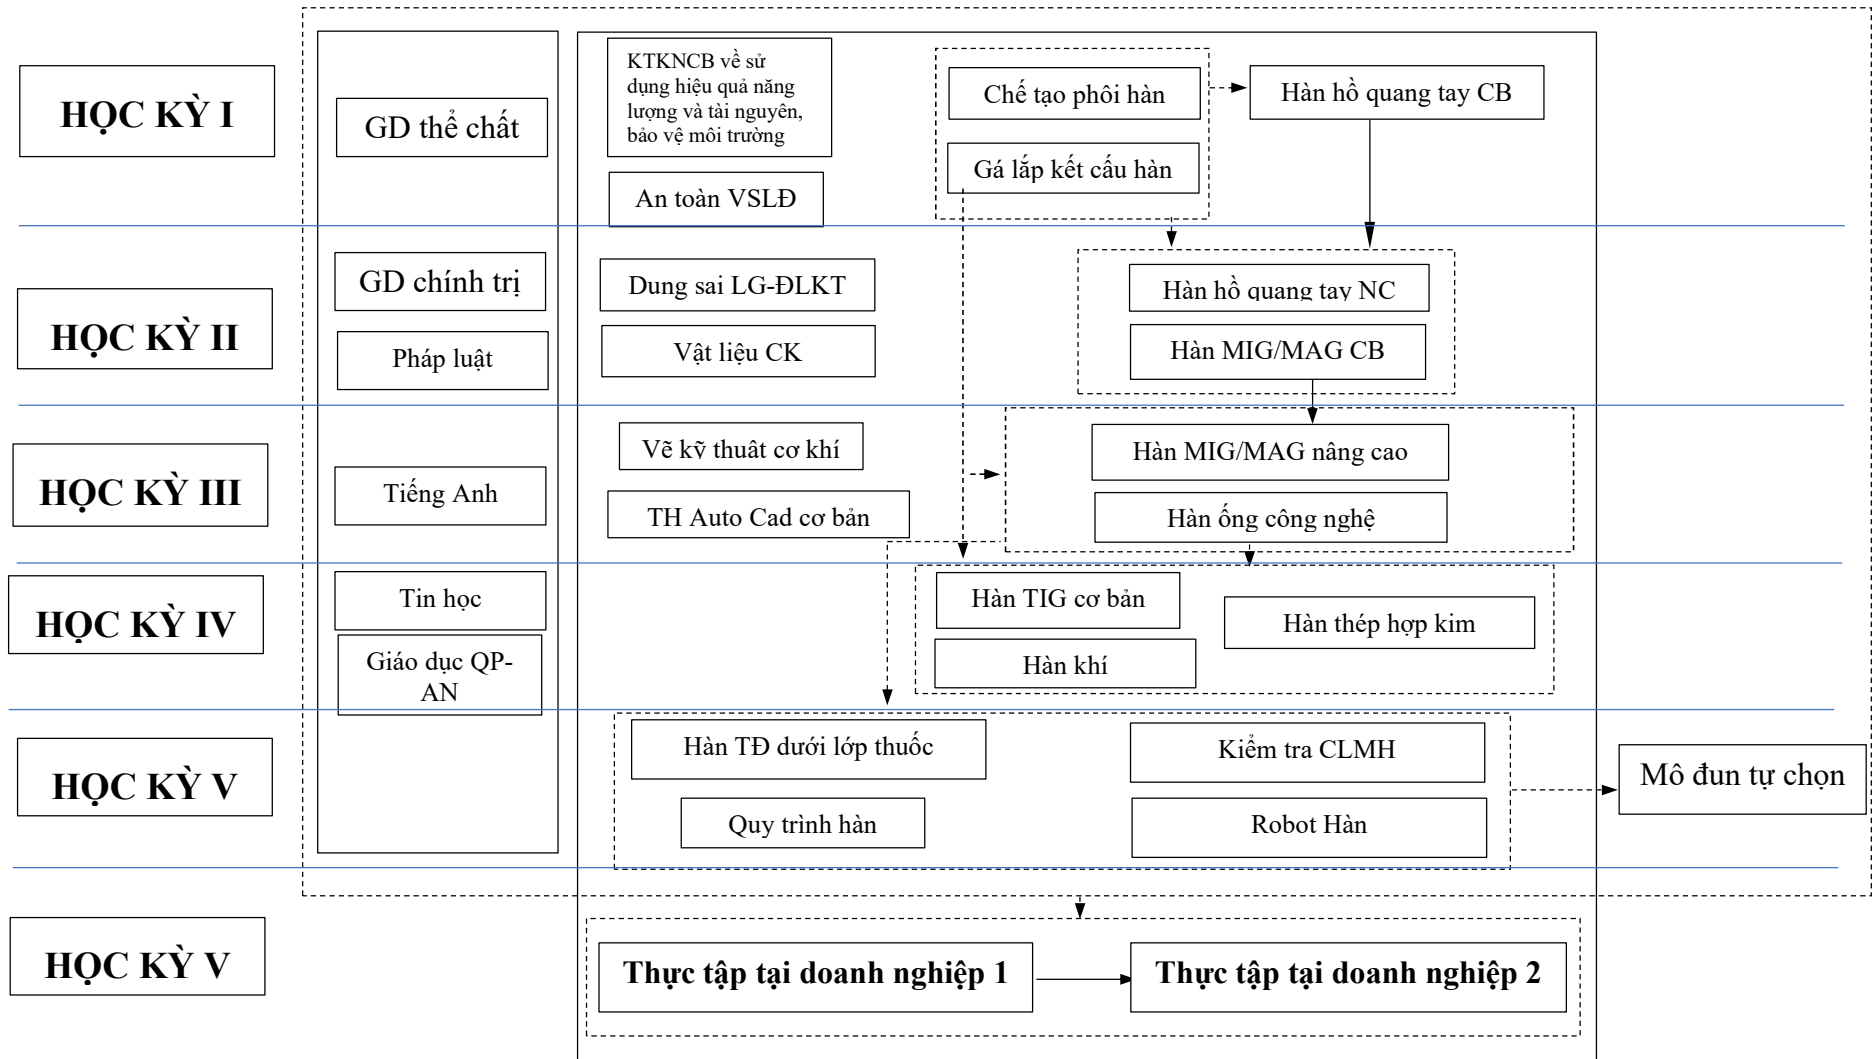 HỌC KỲ I
GD thể chất
KTKNCB về sử
dụng hiệu quả năng
lượng và tài nguyên,
bảo vệ môi trường
An toàn VSLĐ
Chế tạo phôi hàn
Gá lắp kết cấu hàn
Hàn hồ quang tay CB
HỌC KỲ II
GD chính trị
Pháp luật
Dung sai LG-ĐLKT
Vật liệu CK
Hàn hồ quang tay NC
Hàn MIG/MAG CB
HỌC KỲ III
Tiếng Anh
Vẽ kỹ thuât cơ khí
TH Auto Cad cơ bản
Hàn MIG/MAG nâng cao
Hàn ống công nghệ
HỌC KỲ IV
Tin học
Giáo dục QP-
AN
Hàn TIG cơ bản
Hàn khí
Hàn thép hợp kim
HỌC KỲ V
Hàn TĐ dưới lớp thuốc
Quy trình hàn
Kiểm tra CLMH
Robot Hàn
Mô đun tự chọn
HỌC KỲ V
Thực tập tại doanh nghiệp 1
Thực tập tại doanh nghiệp 2